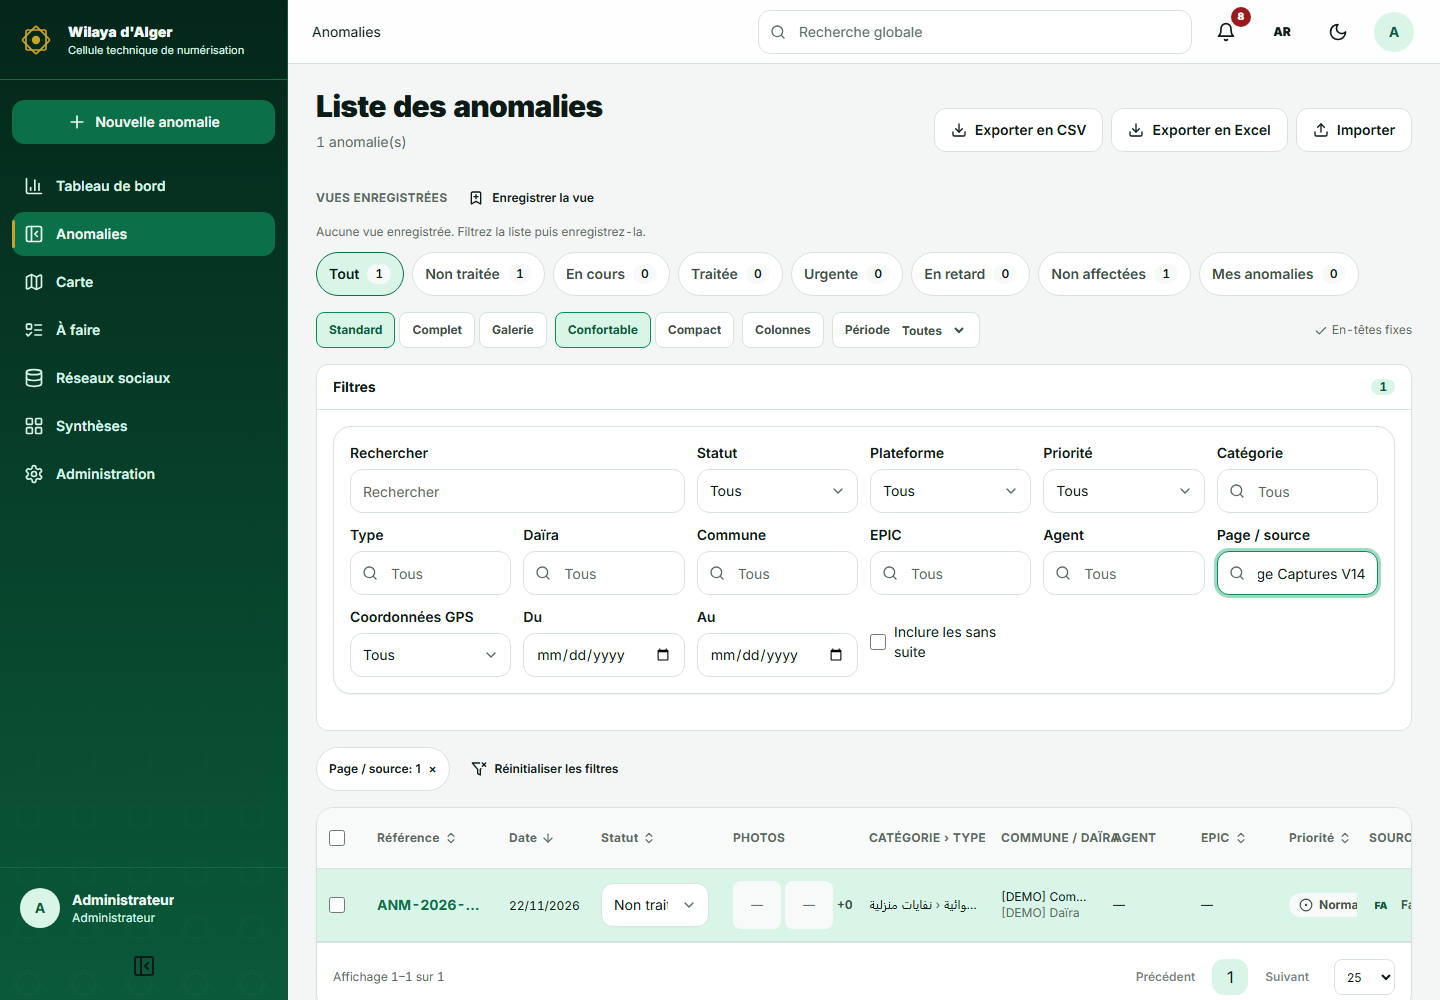 Wilaya d'Alger
Cellule technique de numérisation
Nouvelle anomalie
Tableau de bord
Anomalies
Carte
À faire
Réseaux sociaux
Synthèses
Administration
A
Administrateur
Administrateur
Anomalies
Recherche globale
8
AR
A
Liste des anomalies
1 anomalie(s)
Exporter en CSV
Exporter en Excel
Importer
VUES ENREGISTRÉES
Enregistrer la vue
Aucune vue enregistrée. Filtrez la liste puis enregistrez-la.
Tout 1
Non traitée 1
En cours 0
Traitée 0
Urgente 0
En retard 0
Non affectées 1
Mes anomalies 0
Standard
Complet
Galerie
Confortable
Compact
Colonnes
Période Toutes
En-têtes fixes
Filtres
1
Rechercher Statut Plateforme Priorité Catégorie
Rechercher Tous Tous Tous Tous
Type Daïra Commune EPIC Agent Page / source
Tous Tous Tous Tous Tous ge Captures V14
Coordonnées GPS Du Au
Tous mm/dd/yyyy mm/dd/yyyy
Inclure les sans
suite
Page / source: 1 ×
Réinitialiser les filtres
Référence Date Statut PHOTOS CATÉGORIE › TYPE COMMUNE / DAÏRA AGENT EPIC Priorité SOURC
ANM-2026-... 22/11/2026 Non trait — — +0 ...وائية › نفايات منزلية [DEMO] Com... — — Norma FA Fa
[DEMO] Daïra
Affichage 1–1 sur 1
Précédent 1 Suivant 25